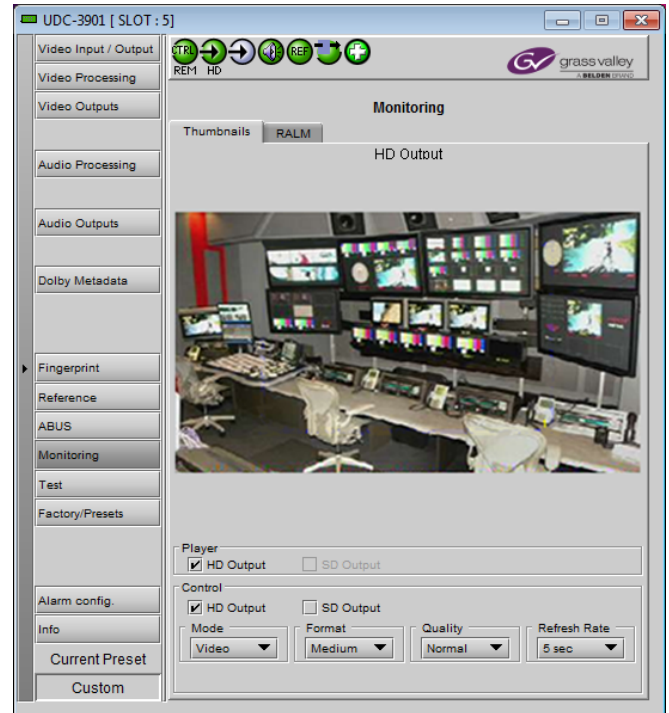 UDC-3901 [ SLOT : 5]
Video Input / Output
Video Processing
Video Outputs
Audio Processing
Audio Outputs
Dolby Metadata
Fingerprint
Reference
ABUS
Monitoring
Test
Factory/Presets
Alarm config.
Info
Current Preset
Custom
CTRL
REF
REM HD
GV
grass valley
A BELDEN BRAND
Monitoring
Thumbnails RALM
HD Output
Player
HD Output SD Output
Control
HD Output SD Output
Mode Format Quality Refresh Rate
Video Medium Normal 5 sec